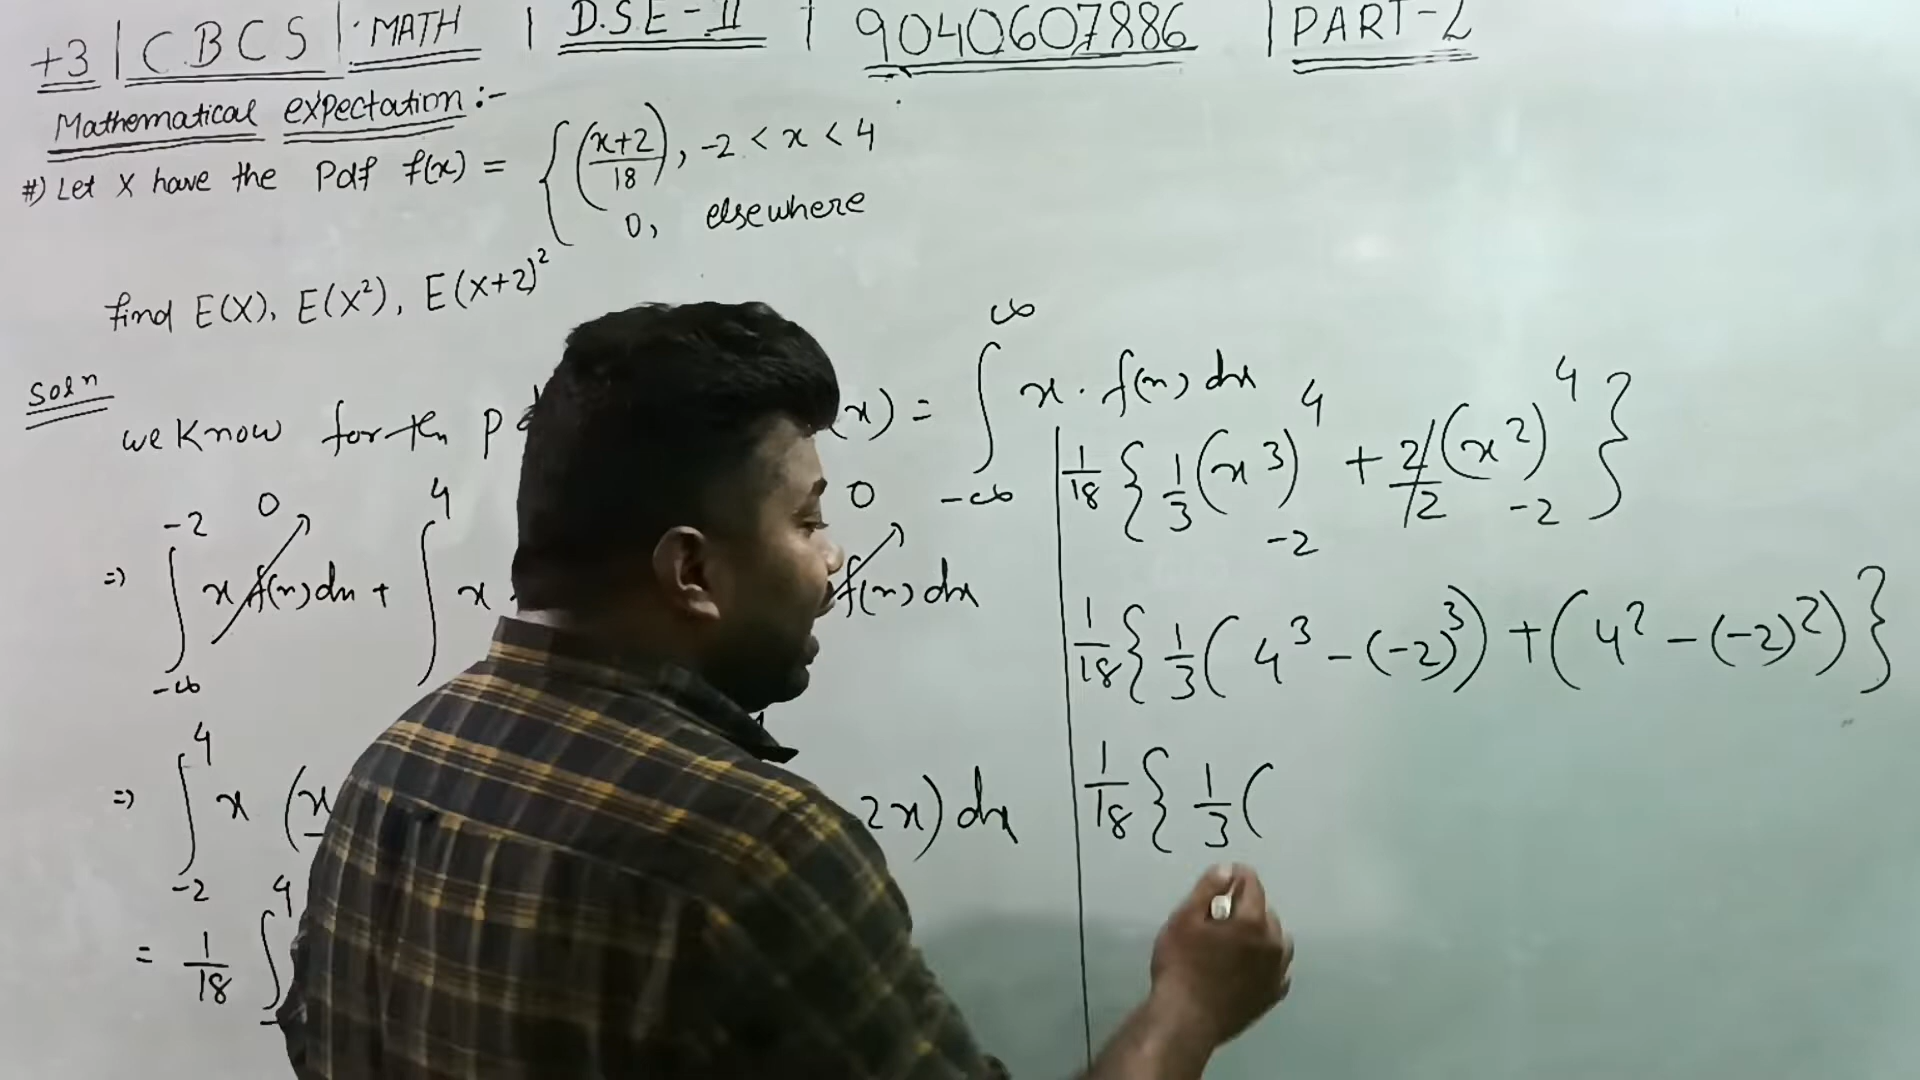 +3 | CBCS | MATH | D.S.E-II | 9040607886 | PART-2
Mathematical expectation :-
#) Let X have the Pdf f(x) = { (x+2/18), -2 < x < 4
0, elsewhere
find E(X), E(X²), E(X+2)²
Solⁿ
we know for the (x) = ∫_{-∞}^{∞} x · f(x) dx
=) ∫_{-∞}^{-2} x f(x) dx + ∫^{4} x f(x) dx
0 0
=) ∫_{-2}^{4} x (x 2x) dx
= 1/18 ∫^{4}
1/18 { 1/3 (x³)_{-2}^{4} + 2/2 (x²)_{-2}^{4} }
1/18 { 1/3 ( 4³ - (-2)³ ) + ( 4² - (-2)² ) }
1/18 { 1/3 (